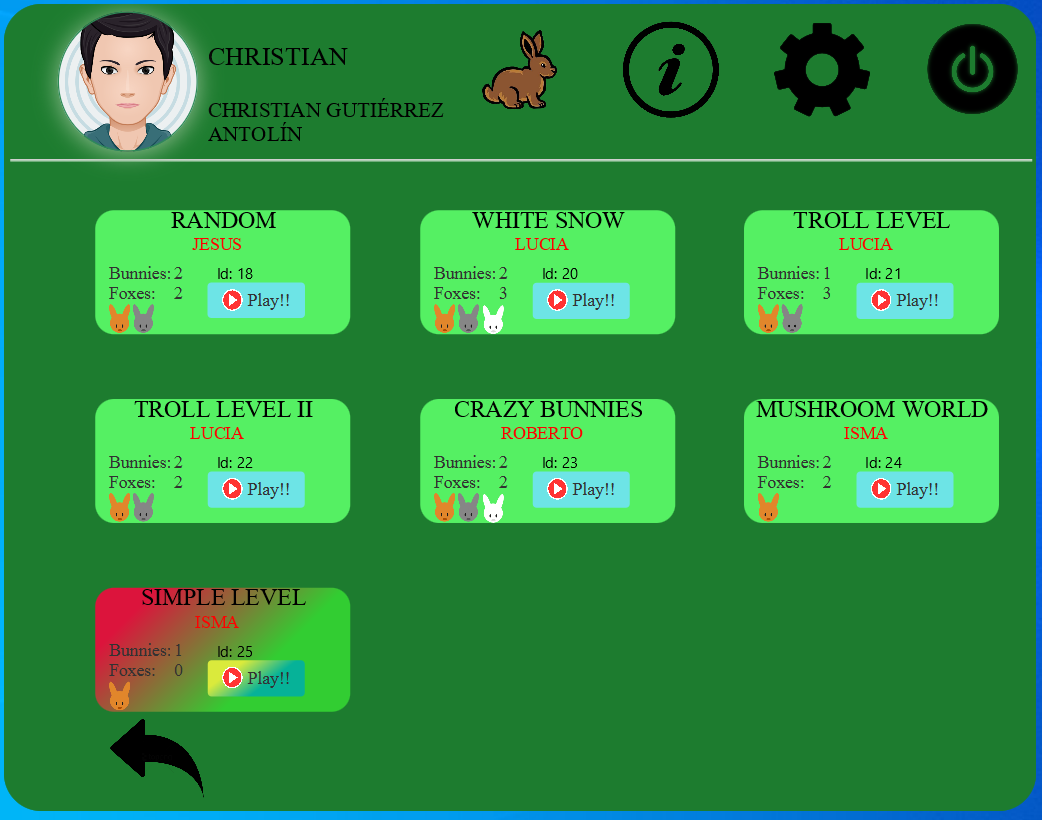 CHRISTIAN
CHRISTIAN GUTIÉRREZ
ANTOLÍN
i
RANDOM
JESUS
Bunnies: 2 Id: 18
Foxes: 2 Play!!
WHITE SNOW
LUCIA
Bunnies: 2 Id: 20
Foxes: 3 Play!!
TROLL LEVEL
LUCIA
Bunnies: 1 Id: 21
Foxes: 3 Play!!
TROLL LEVEL II
LUCIA
Bunnies: 2 Id: 22
Foxes: 2 Play!!
CRAZY BUNNIES
ROBERTO
Bunnies: 2 Id: 23
Foxes: 2 Play!!
MUSHROOM WORLD
ISMA
Bunnies: 2 Id: 24
Foxes: 2 Play!!
SIMPLE LEVEL
ISMA
Bunnies: 1 Id: 25
Foxes: 0 Play!!